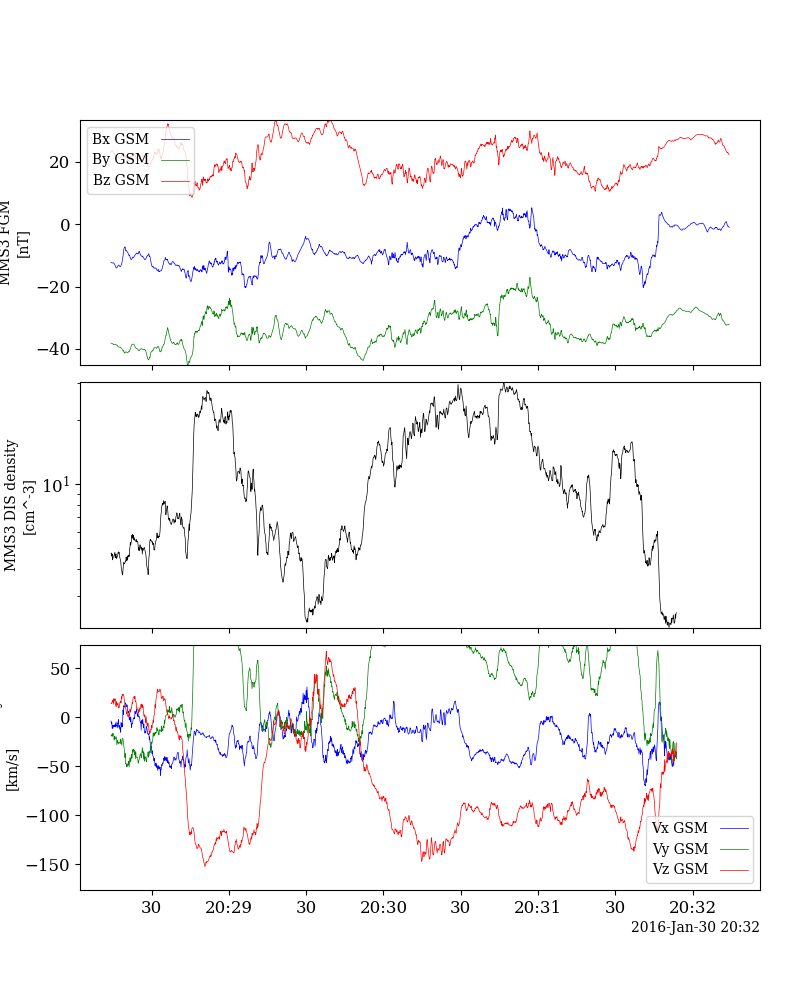 Bx GSM
By GSM
Bz GSM
20
0
−20
−40
MMS3 FGM
[nT]
10^1
MMS3 DIS density
[cm^-3]
50
0
−50
−100
−150
[km/s]
Vx GSM
Vy GSM
Vz GSM
30 20:29 30 20:30 30 20:31 30 20:32
2016-Jan-30 20:32